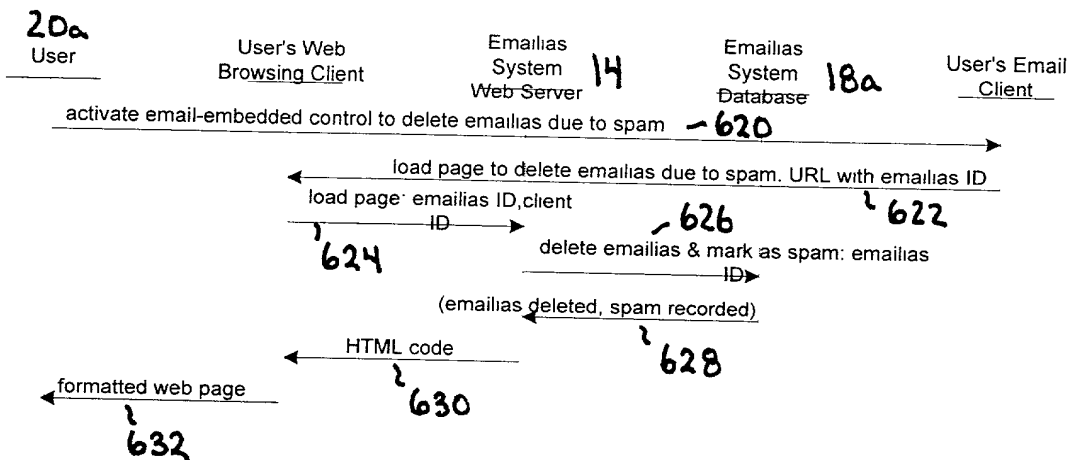 20a
User
User's Web
Browsing Client
Emailias
System
Web Server
14
Emailias
System
Database
18a
User's Email
Client
activate email-embedded control to delete emailias due to spam
620
load page to delete emailias due to spam. URL with emailias ID
622
load page: emailias ID,client
ID
624
626
delete emailias & mark as spam: emailias
ID
(emailias deleted, spam recorded)
628
HTML code
630
formatted web page
632